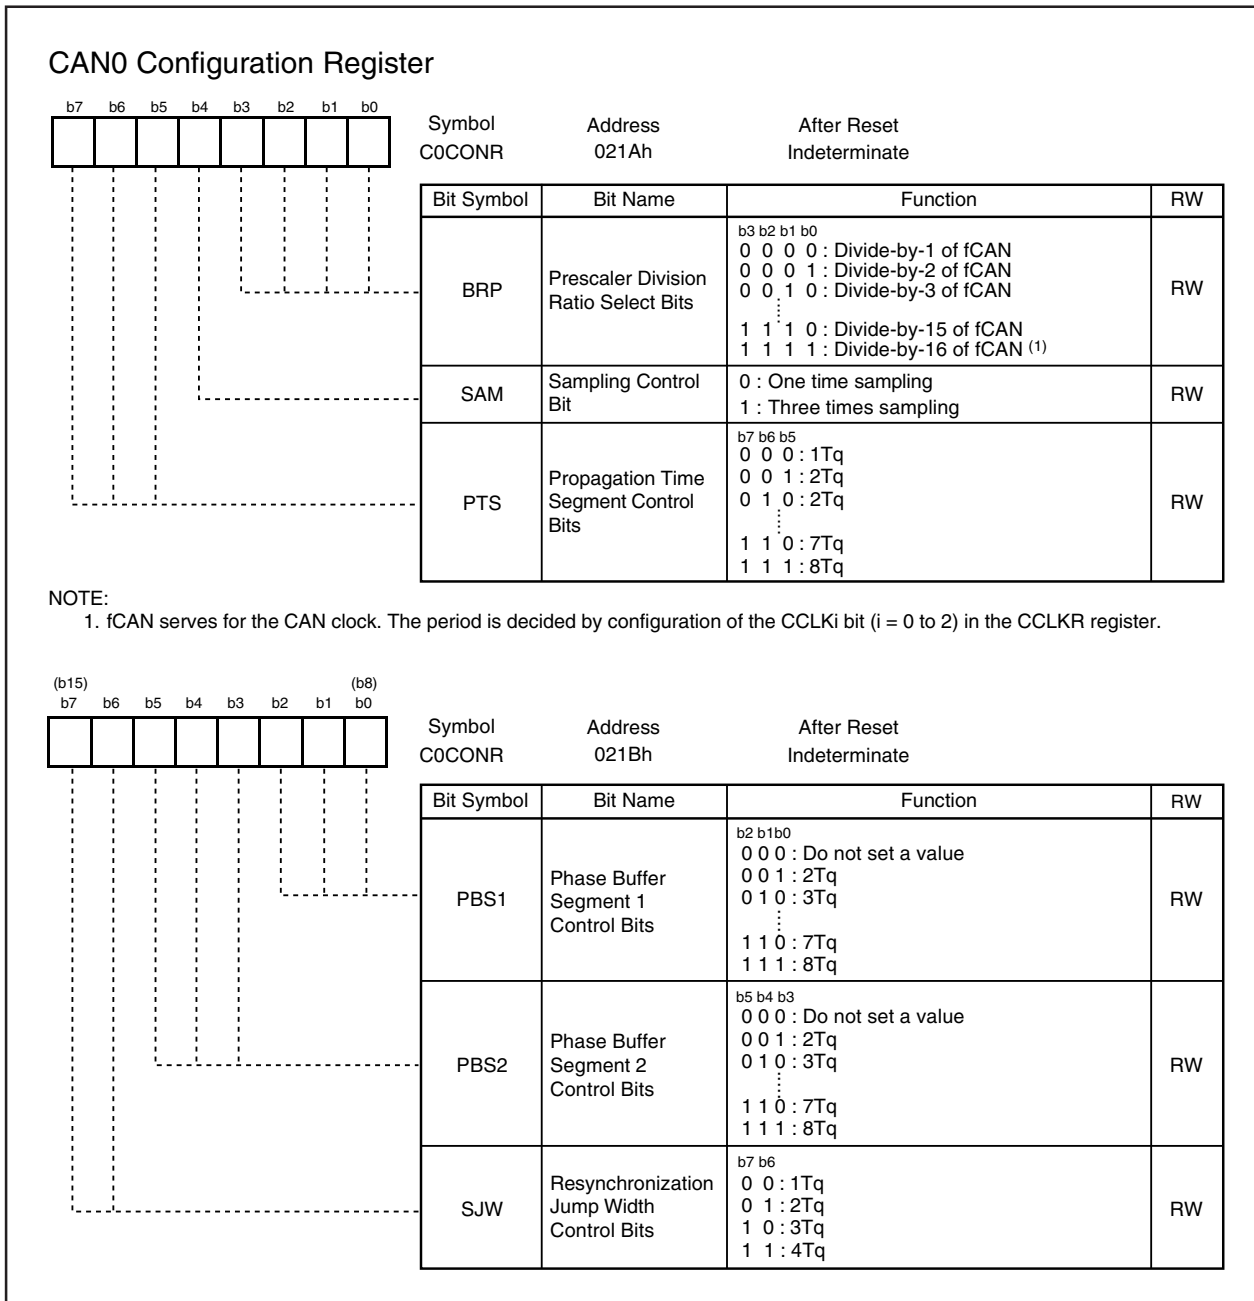 CAN0 Configuration Register
b7 b6 b5 b4 b3 b2 b1 b0
Symbol Address After Reset
C0CONR 021Ah Indeterminate
Bit Symbol Bit Name Function RW
BRP
Prescaler Division
Ratio Select Bits
b3 b2 b1 b0
0 0 0 0 : Divide-by-1 of fCAN
0 0 0 1 : Divide-by-2 of fCAN
0 0 1 0 : Divide-by-3 of fCAN
1 1 1 0 : Divide-by-15 of fCAN
1 1 1 1 : Divide-by-16 of fCAN (1)
RW
SAM
Sampling Control
Bit
0 : One time sampling
1 : Three times sampling
RW
PTS
Propagation Time
Segment Control
Bits
b7 b6 b5
0 0 0 : 1Tq
0 0 1 : 2Tq
0 1 0 : 2Tq
1 1 0 : 7Tq
1 1 1 : 8Tq
RW
NOTE:
1. fCAN serves for the CAN clock. The period is decided by configuration of the CCLKi bit (i = 0 to 2) in the CCLKR register.
(b15) (b8)
b7 b6 b5 b4 b3 b2 b1 b0
Symbol Address After Reset
C0CONR 021Bh Indeterminate
Bit Symbol Bit Name Function RW
PBS1
Phase Buffer
Segment 1
Control Bits
b2 b1b0
0 0 0 : Do not set a value
0 0 1 : 2Tq
0 1 0 : 3Tq
1 1 0 : 7Tq
1 1 1 : 8Tq
RW
PBS2
Phase Buffer
Segment 2
Control Bits
b5 b4 b3
0 0 0 : Do not set a value
0 0 1 : 2Tq
0 1 0 : 3Tq
1 1 0 : 7Tq
1 1 1 : 8Tq
RW
SJW
Resynchronization
Jump Width
Control Bits
b7 b6
0 0 : 1Tq
0 1 : 2Tq
1 0 : 3Tq
1 1 : 4Tq
RW